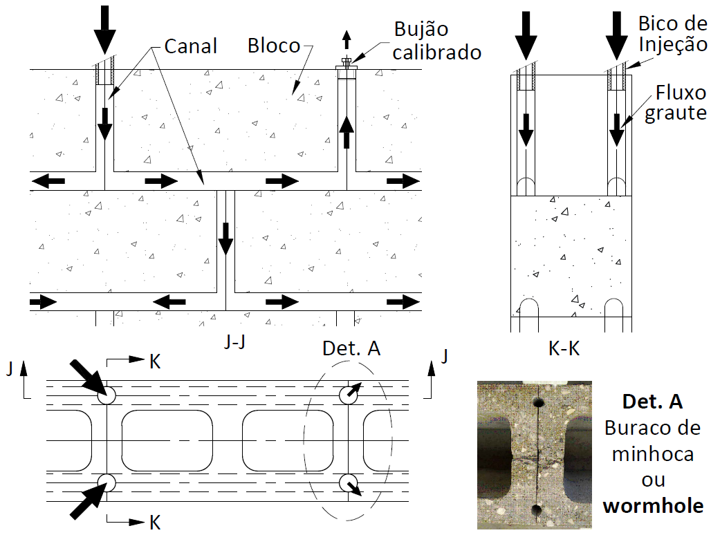 Canal
Bloco
Bujão
calibrado
Bico de
Injeção
Fluxo
graute
J-J
K-K
Det. A
J
K
J
K
Det. A
Buraco de
minhoca
ou
wormhole